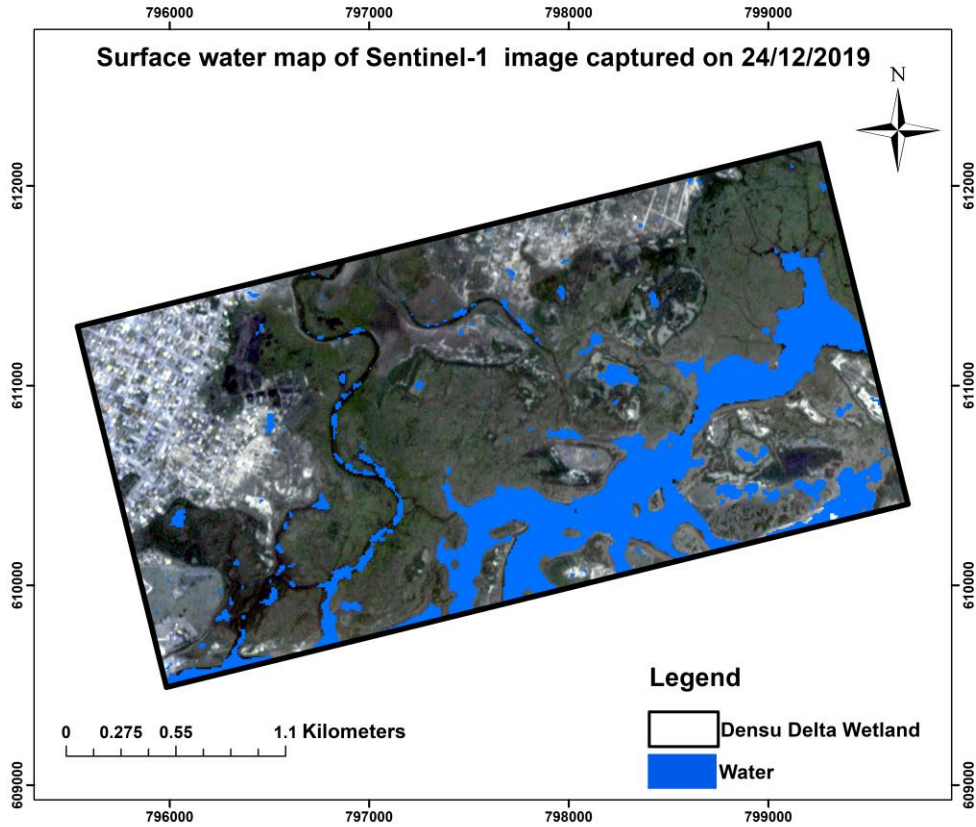 796000 797000 798000 799000
Surface water map of Sentinel-1 image captured on 24/12/2019
N
612000 612000
611000 611000
610000 610000
Legend
0 0.275 0.55 1.1 Kilometers
Densu Delta Wetland
Water
609000 609000
796000 797000 798000 799000